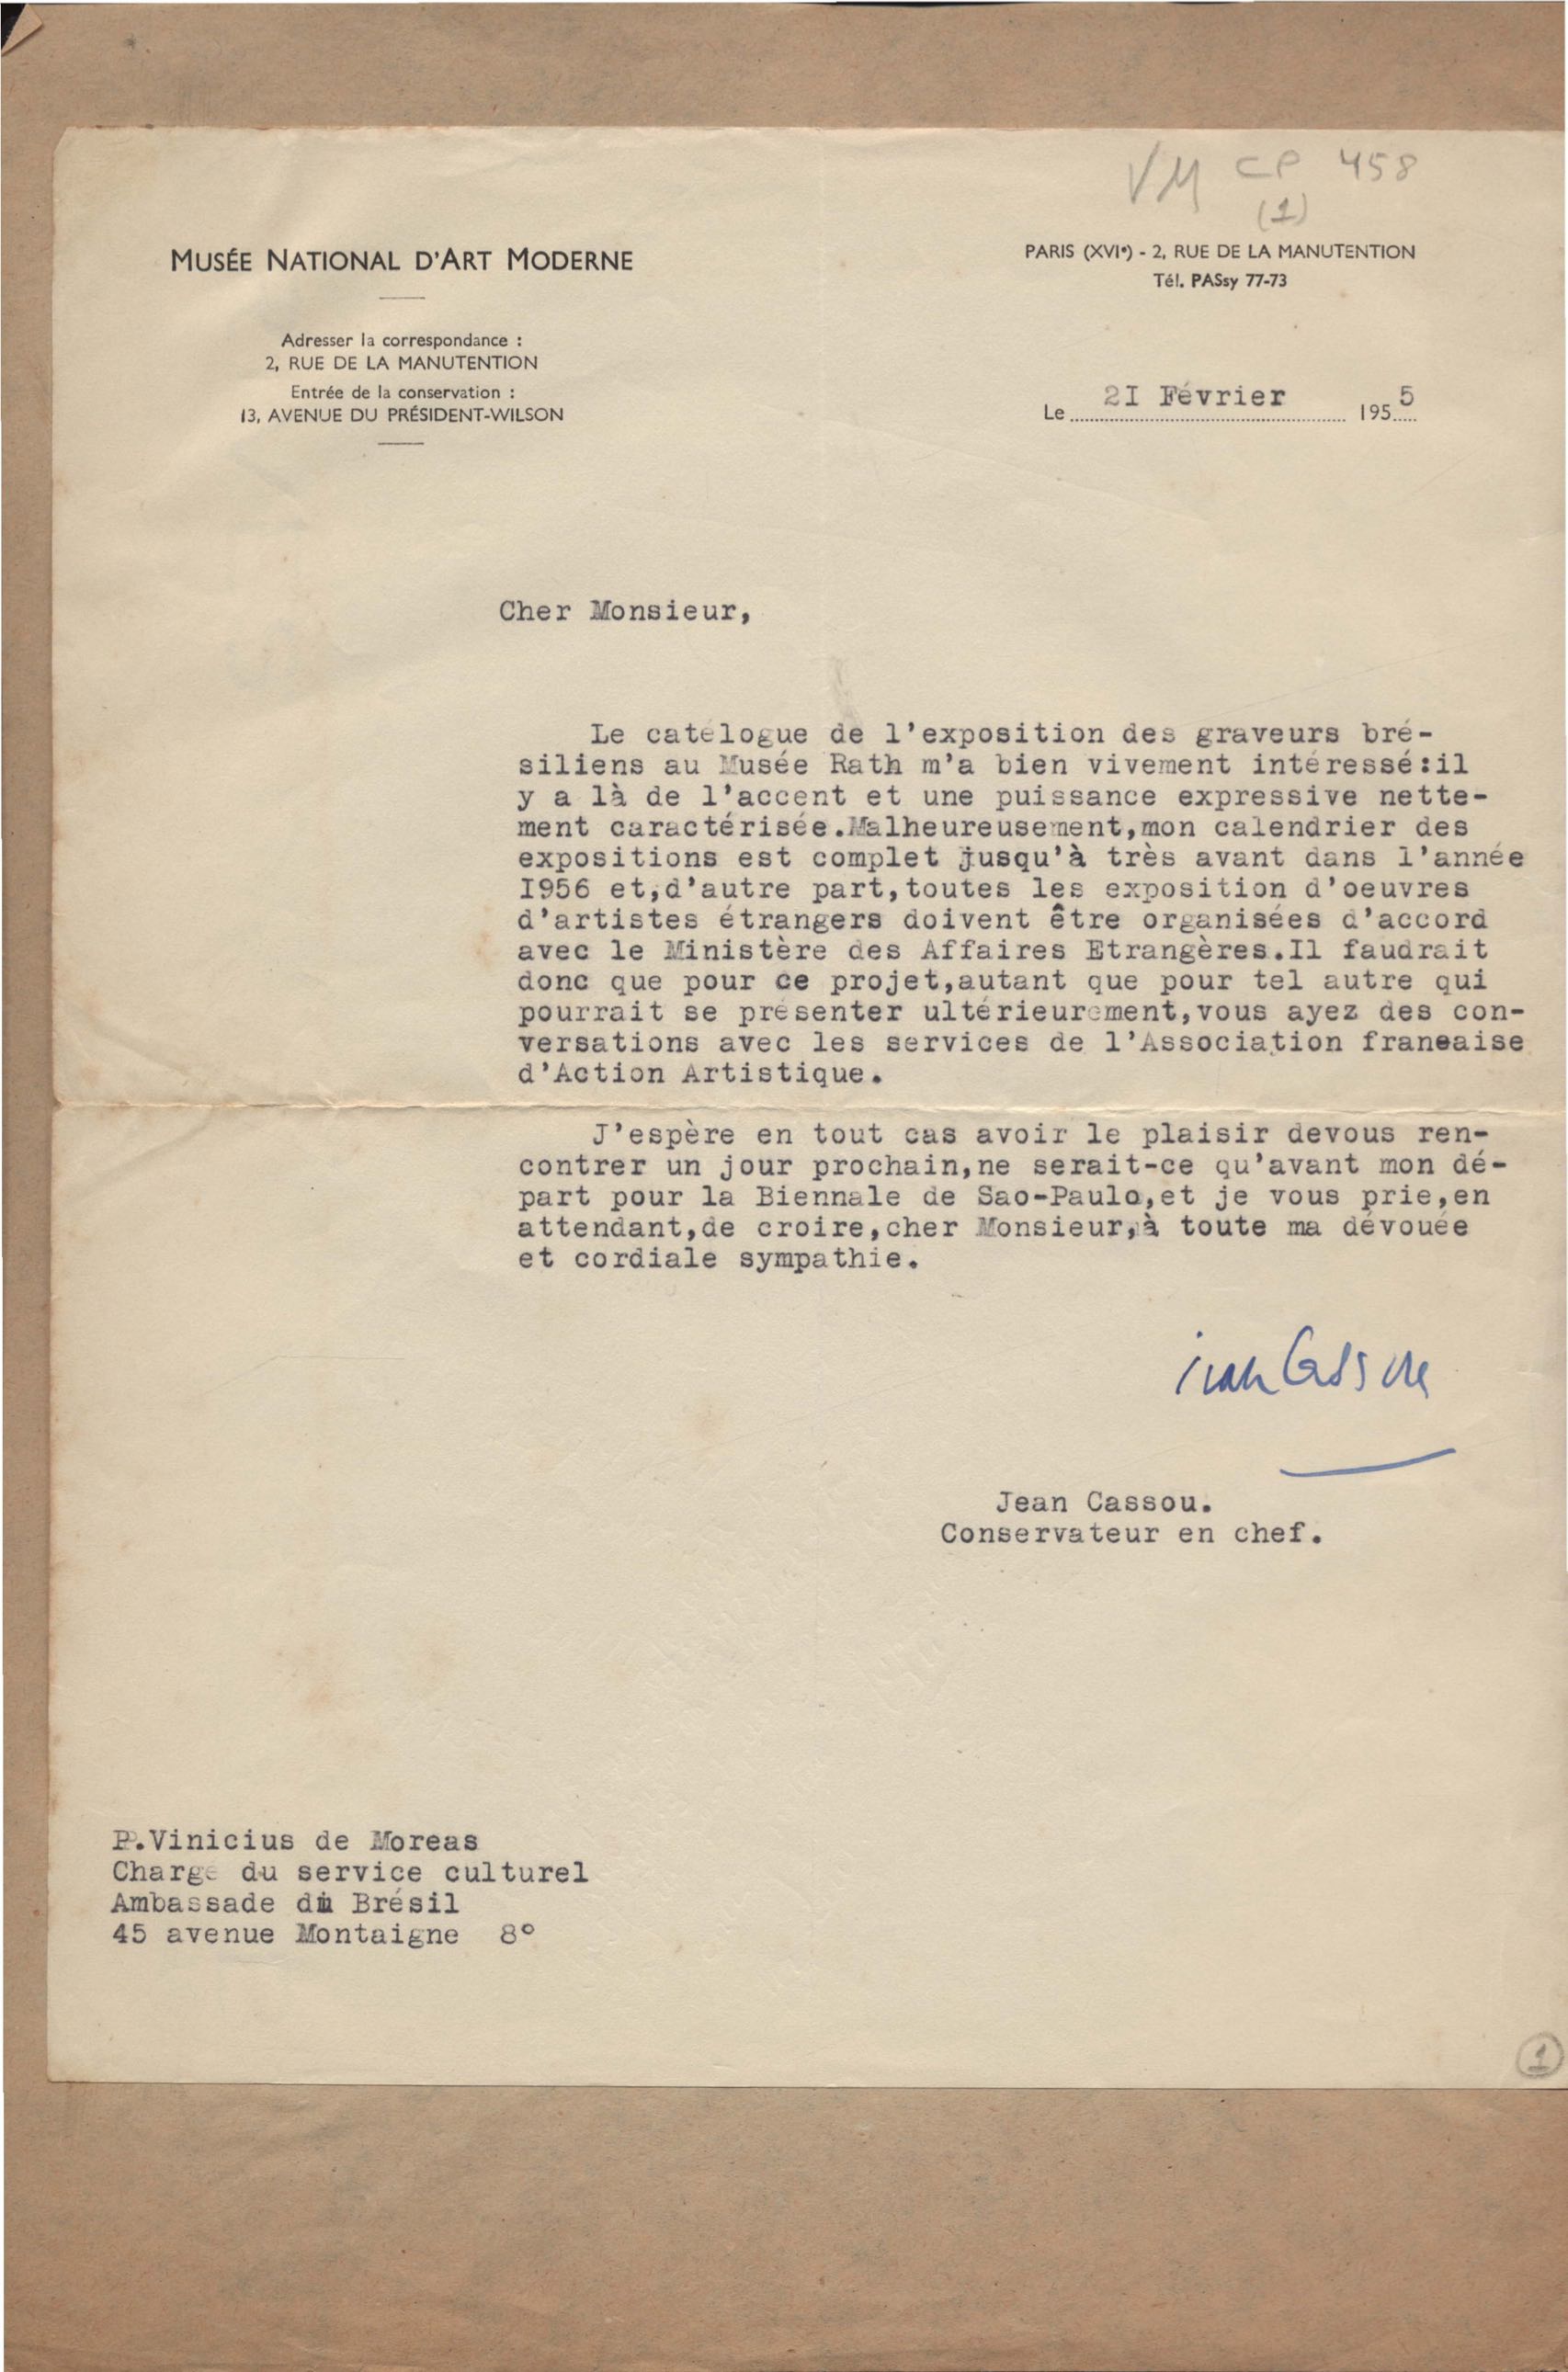 VM CP 458
(1)
MUSÉE NATIONAL D'ART MODERNE
PARIS (XVIe) - 2, RUE DE LA MANUTENTION
Tél. PASsy 77-73
Adresser la correspondance :
2, RUE DE LA MANUTENTION
Entrée de la conservation :
13, AVENUE DU PRÉSIDENT-WILSON
Le 2I Février 1955
Cher Monsieur,
Le catelogue de l'exposition des graveurs bré-
siliens au Musée Rath m'a bien vivement intéressé:il
y a là de l'accent et une puissance expressive nette-
ment caractérisée.Malheureusement,mon calendrier des
expositions est complet jusqu'à très avant dans l'année
I956 et,d'autre part,toutes les exposition d'oeuvres
d'artistes étrangers doivent être organisées d'accord
avec le Ministère des Affaires Etrangères.Il faudrait
donc que pour ce projet,autant que pour tel autre qui
pourrait se présenter ultérieurement,vous ayez des con-
versations avec les services de l'Association franeaise
d'Action Artistique.
J'espère en tout cas avoir le plaisir devous ren-
contrer un jour prochain,ne serait-ce qu'avant mon dé-
part pour la Biennale de Sao-Paulo,et je vous prie,en
attendant,de croire,cher Monsieur,à toute ma dévouée
et cordiale sympathie.
Jean Cassou
Jean Cassou.
Conservateur en chef.
P.Vinicius de Moreas
Charge du service culturel
Ambassade du Brésil
45 avenue Montaigne 8°
1